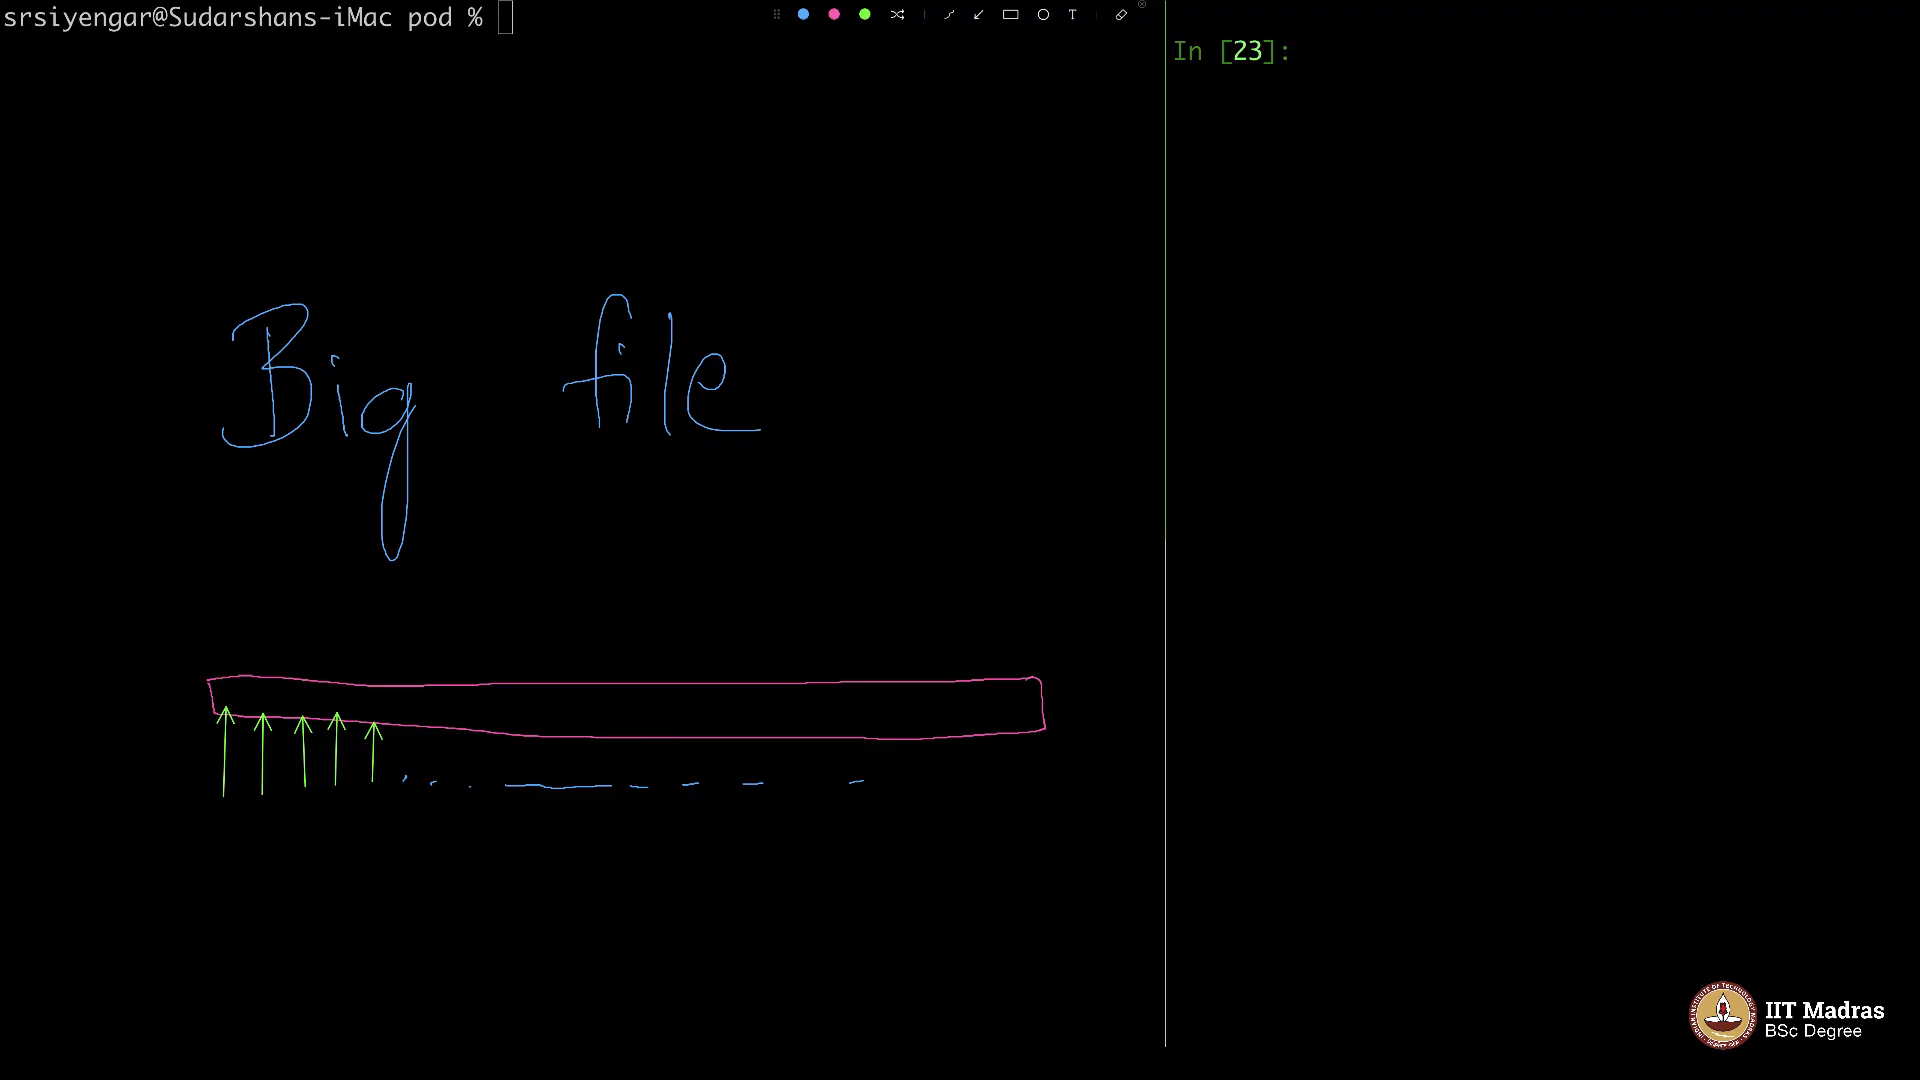 srsiyengar@Sudarshans-iMac pod %
T
In [23]:
Big file
IIT Madras
BSc Degree